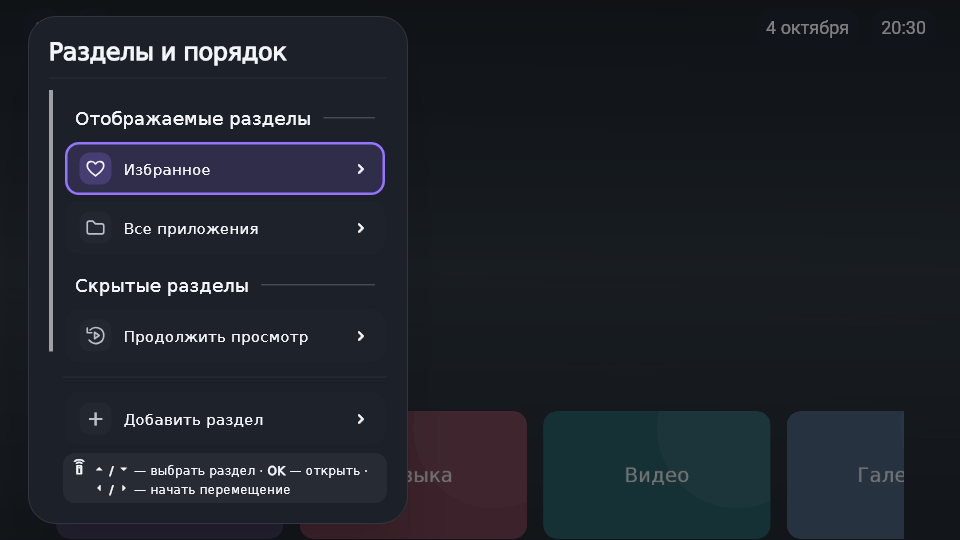 4 октября 20:30
Разделы и порядок
Отображаемые разделы
Избранное
Все приложения
Скрытые разделы
Продолжить просмотр
Добавить раздел
/ — выбрать раздел · OK — открыть ·
/ — начать перемещение
Видео